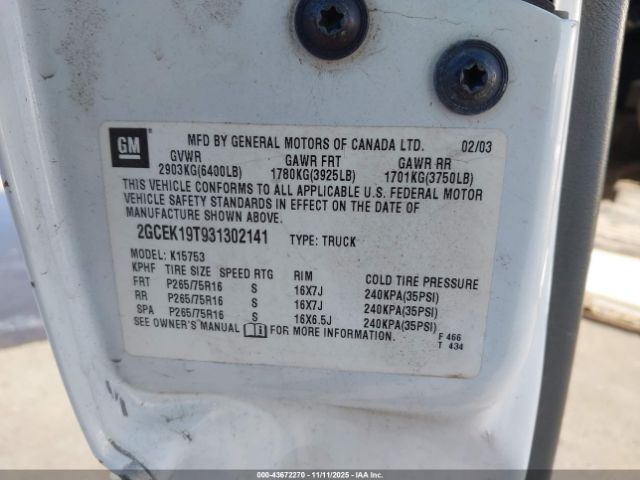 GM
MFD BY GENERAL MOTORS OF CANADA LTD. 02/03
GVWR GAWR FRT GAWR RR
2903KG(6400LB) 1780KG(3925LB) 1701KG(3750LB)
THIS VEHICLE CONFORMS TO ALL APPLICABLE U.S. FEDERAL MOTOR
VEHICLE SAFETY STANDARDS IN EFFECT ON THE DATE OF
MANUFACTURE SHOWN ABOVE.
2GCEK19T931302141 TYPE: TRUCK
MODEL: K15753
KPHF TIRE SIZE SPEED RTG RIM COLD TIRE PRESSURE
FRT P265/75R16 S 16X7J 240KPA(35PSI)
RR P265/75R16 S 16X7J 240KPA(35PSI)
SPA P265/75R16 S 16X6.5J 240KPA(35PSI)
SEE OWNER'S MANUAL FOR MORE INFORMATION.
F 466
T 434
000-43672270 - 11/11/2025 - IAAI.com